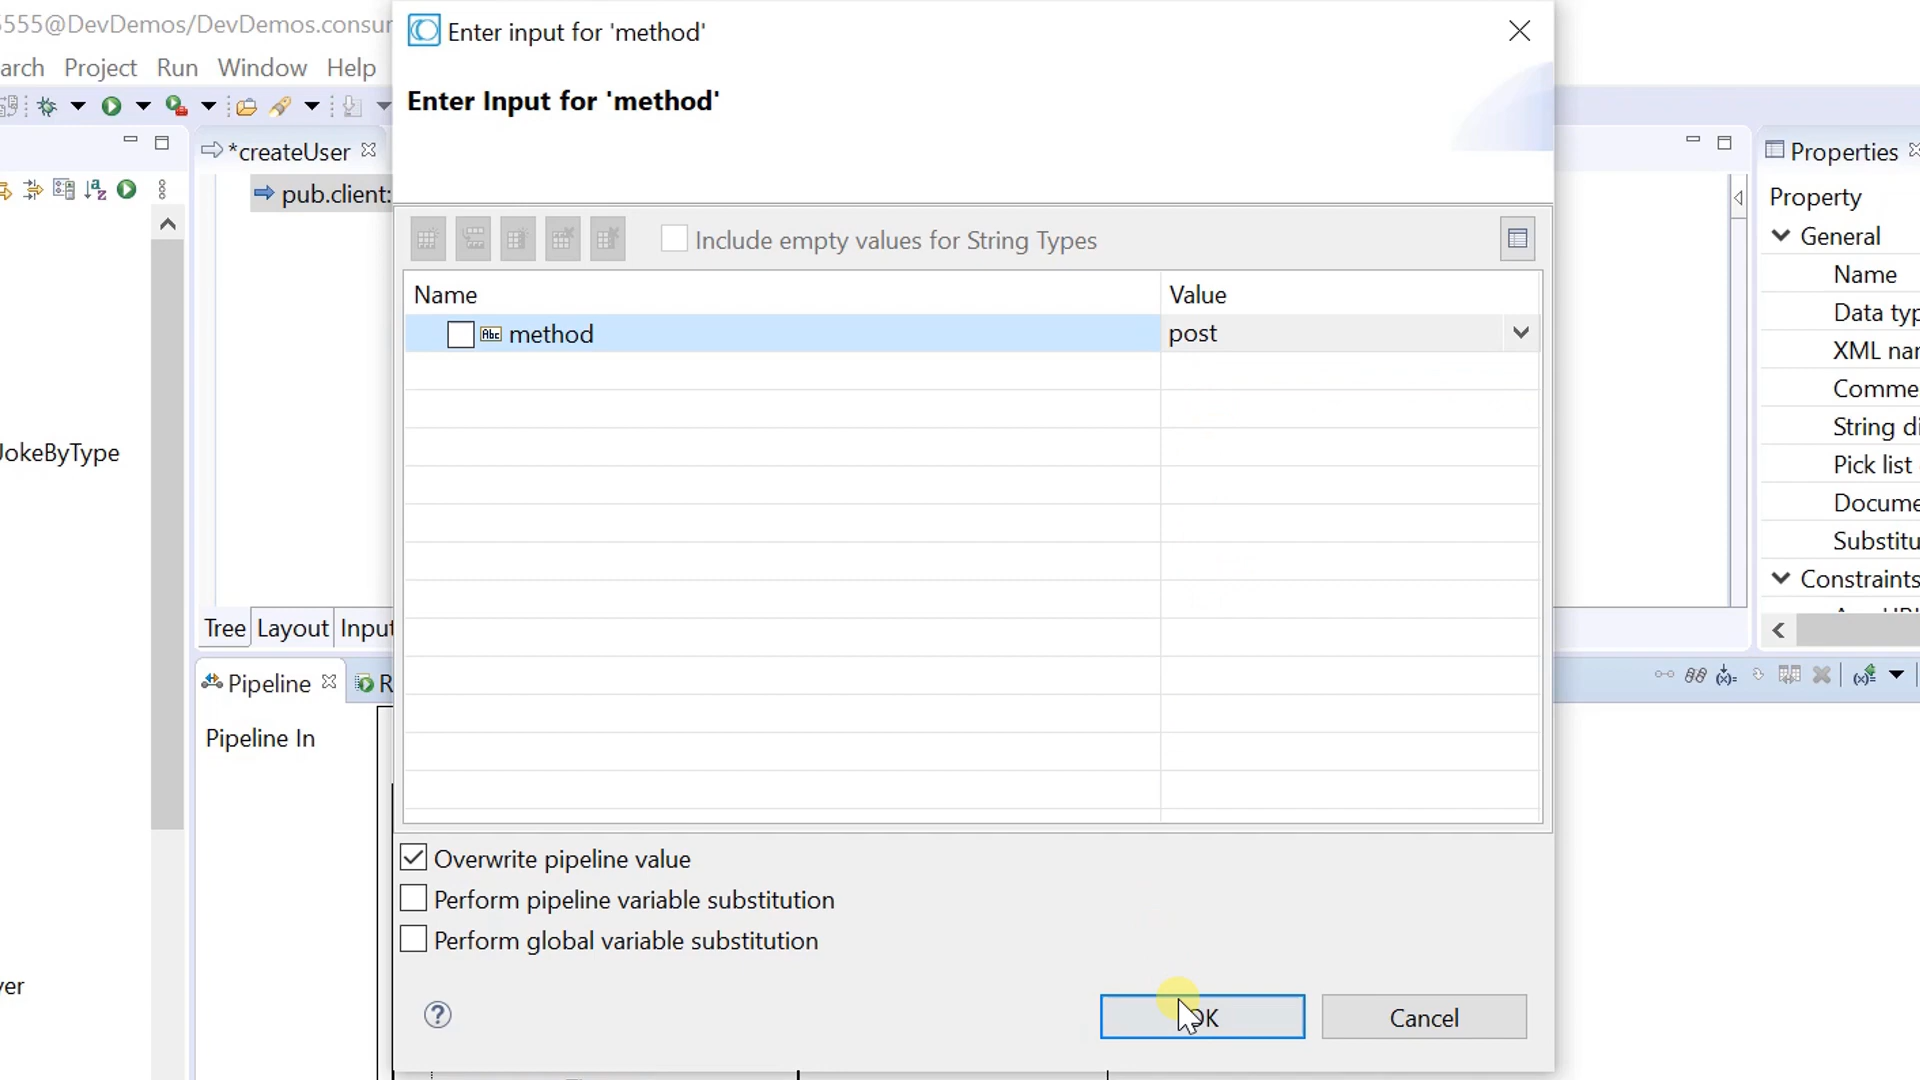 5555@DevDemos/DevDemos.consum
Enter input for 'method'
arch Project Run Window Help
Enter Input for 'method'
*createUser
Properties
pub.client:
Property
Include empty values for String Types
General
Name Value
Name
method post
Data typ
XML nam
Comme
String di
JokeByType
Pick list
Docume
Substitu
Constraints
Tree Layout Input
Pipeline
R
Pipeline In
Overwrite pipeline value
Perform pipeline variable substitution
Perform global variable substitution
ver
OK Cancel